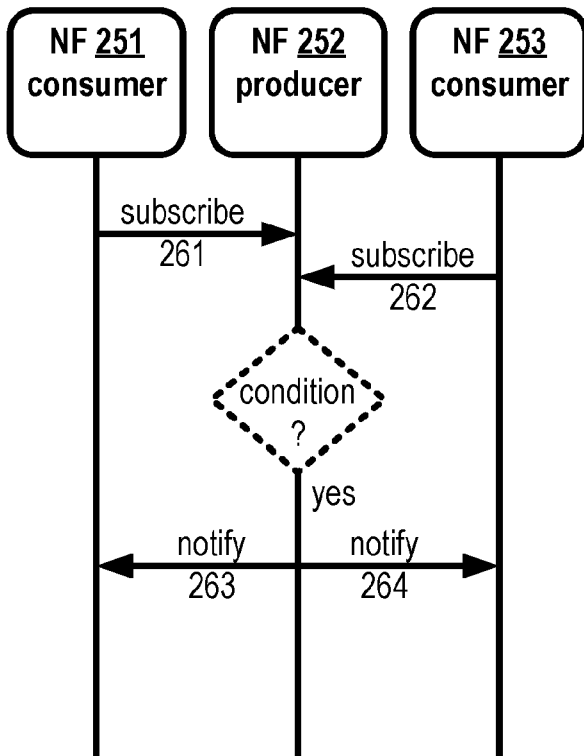 NF 251
consumer
NF 252
producer
NF 253
consumer
subscribe
261
subscribe
262
condition
?
yes
notify
263
notify
264